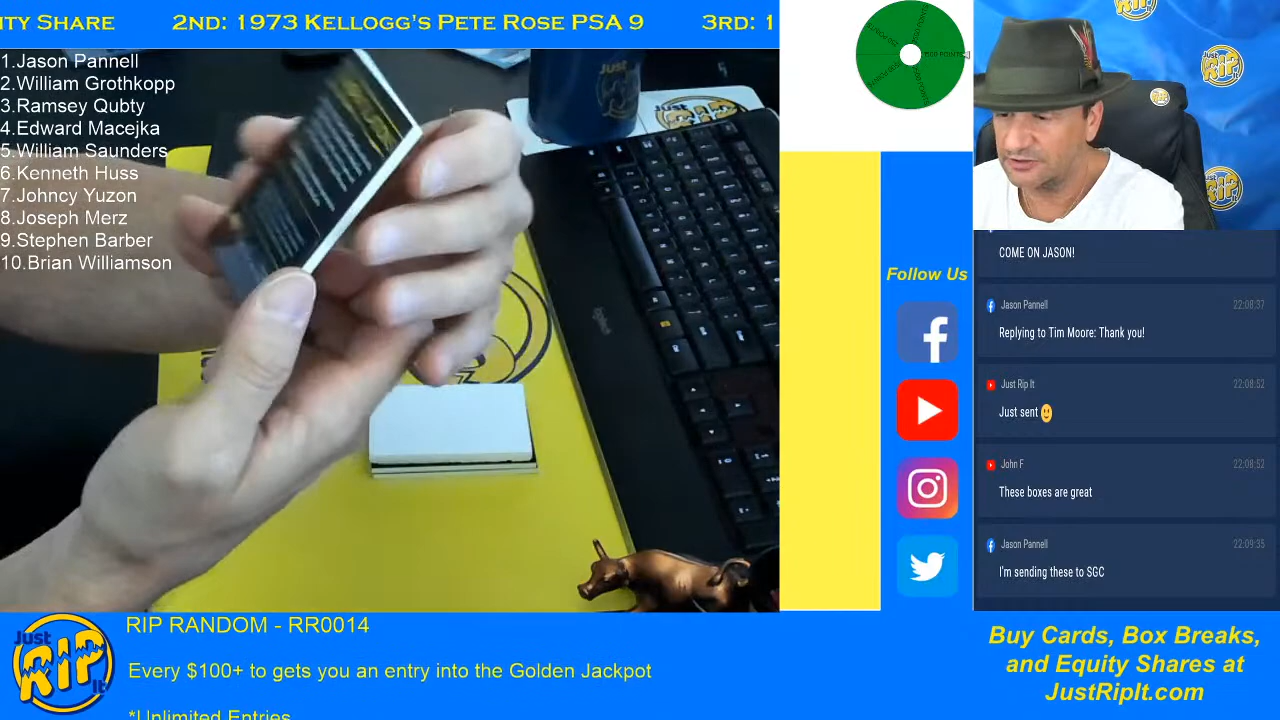 ITY SHARE 2ND: 1973 KELLOGG'S PETE ROSE PSA 9 3RD: 1
1.Jason Pannell
2.William Grothkopp
3.Ramsey Qubty
4.Edward Macejka
5.William Saunders
6.Kenneth Huss
7.Johncy Yuzon
8.Joseph Merz
9.Stephen Barber
10.Brian Williamson
Follow Us
COME ON JASON!
Jason Pannell 22:08:37
Replying to Tim Moore: Thank you!
Just Rip It 22:08:52
Just sent
John F 22:08:52
These boxes are great
Jason Pannell 22:09:35
I'm sending these to SGC
Just RIP It
RIP RANDOM - RR0014
Every $100+ to gets you an entry into the Golden Jackpot
*Unlimited Entries
Buy Cards, Box Breaks,
and Equity Shares at
JustRipIt.com